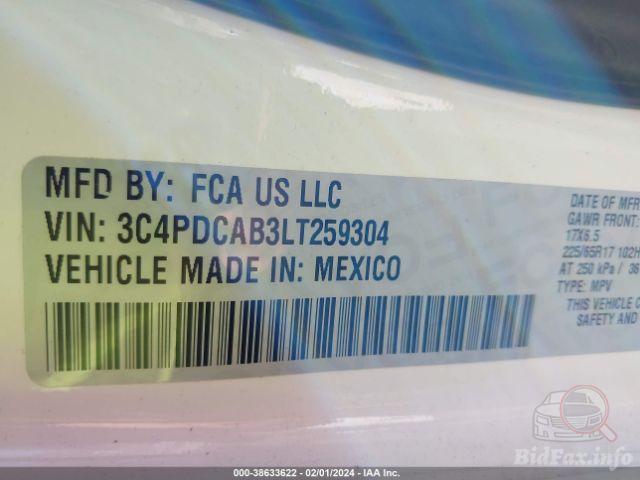 MFD BY: FCA US LLC
VIN: 3C4PDCAB3LT259304
VEHICLE MADE IN: MEXICO
DATE OF MFR
GAWR FRONT:
17X6.5
225/65R17 102H
AT 250 kPa / 36
TYPE: MPV
THIS VEHICLE C
SAFETY AND
BidFax.info
000-38633622 - 02/01/2024 - IAA Inc.